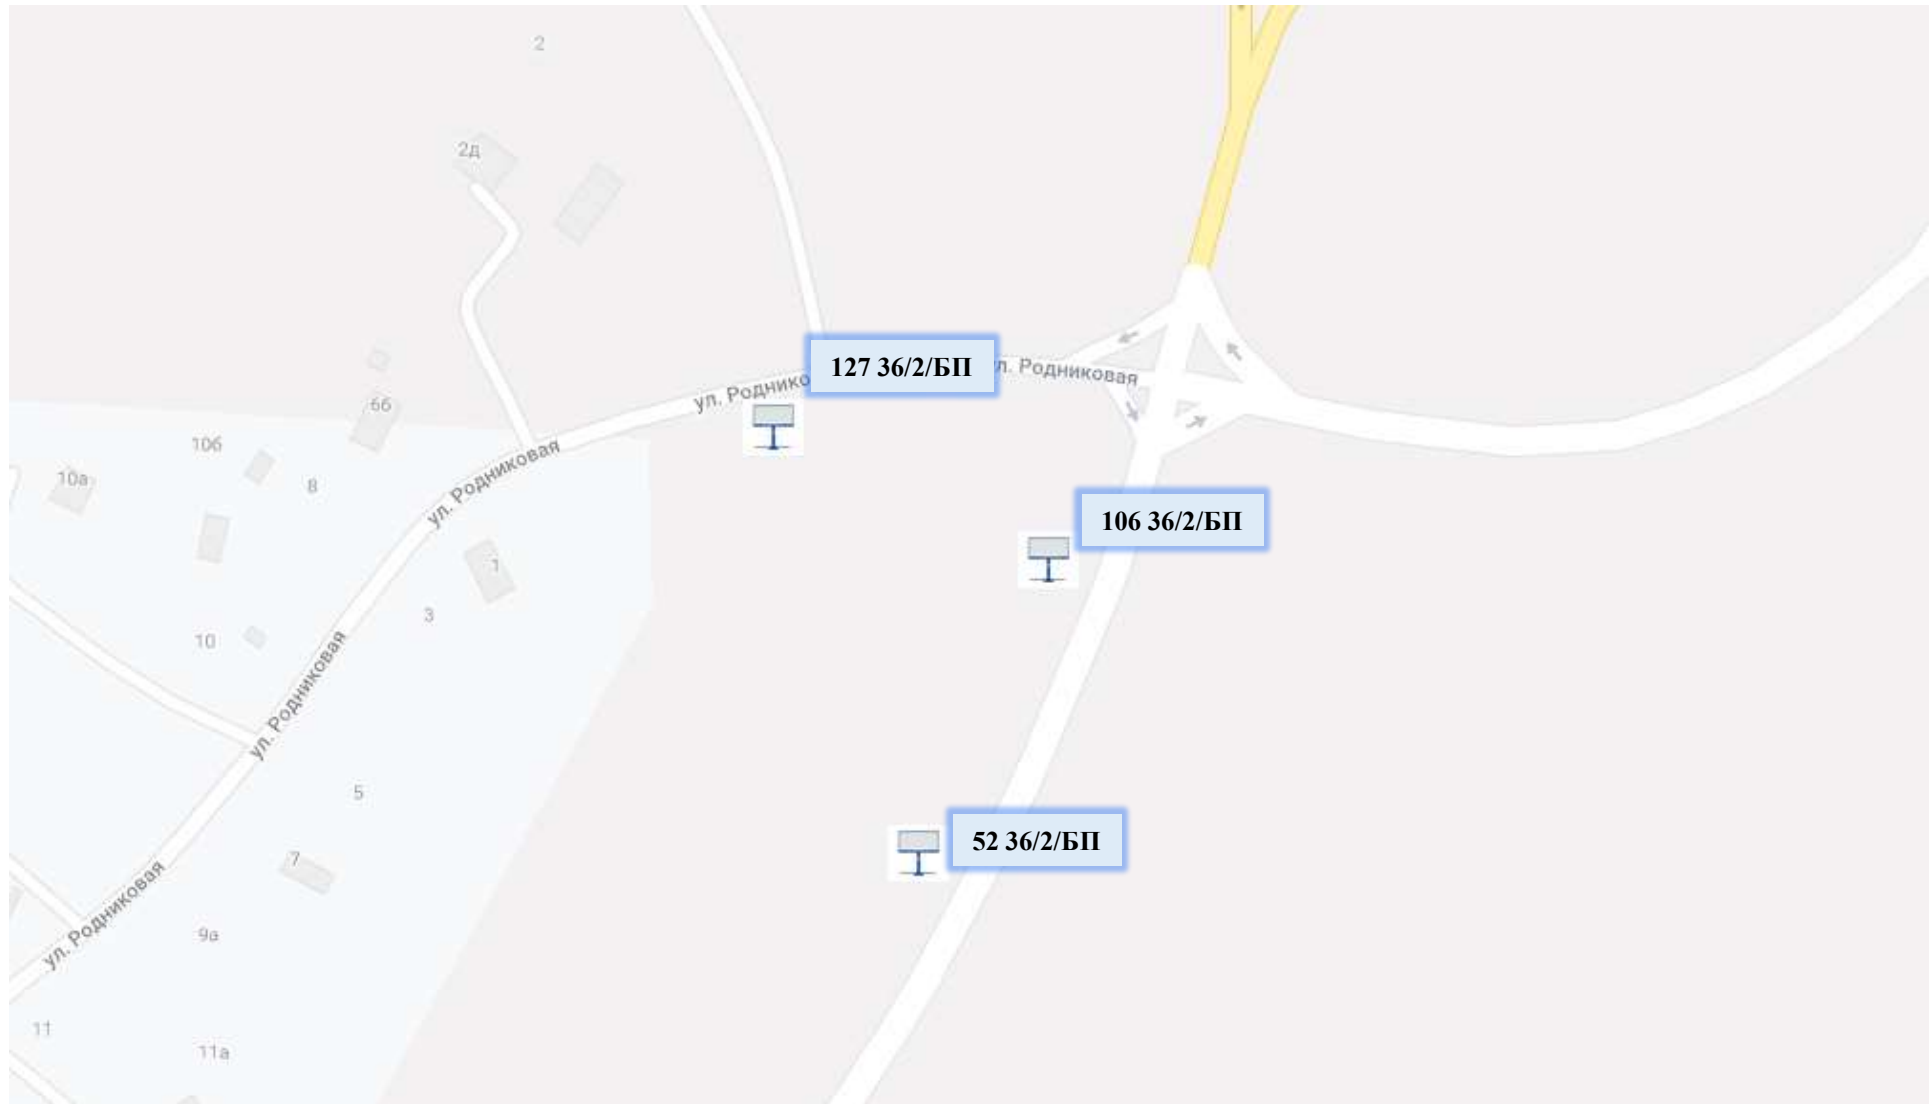 2
2д
127 36/2/БП
ул. Родниковая
ул. Родніко
6б
10б
ул. Родниковая
10а
8
106 36/2/БП
1
3
10
ул. Родниковая
5
52 36/2/БП
7
ул. Родниковая
9а
11
11а